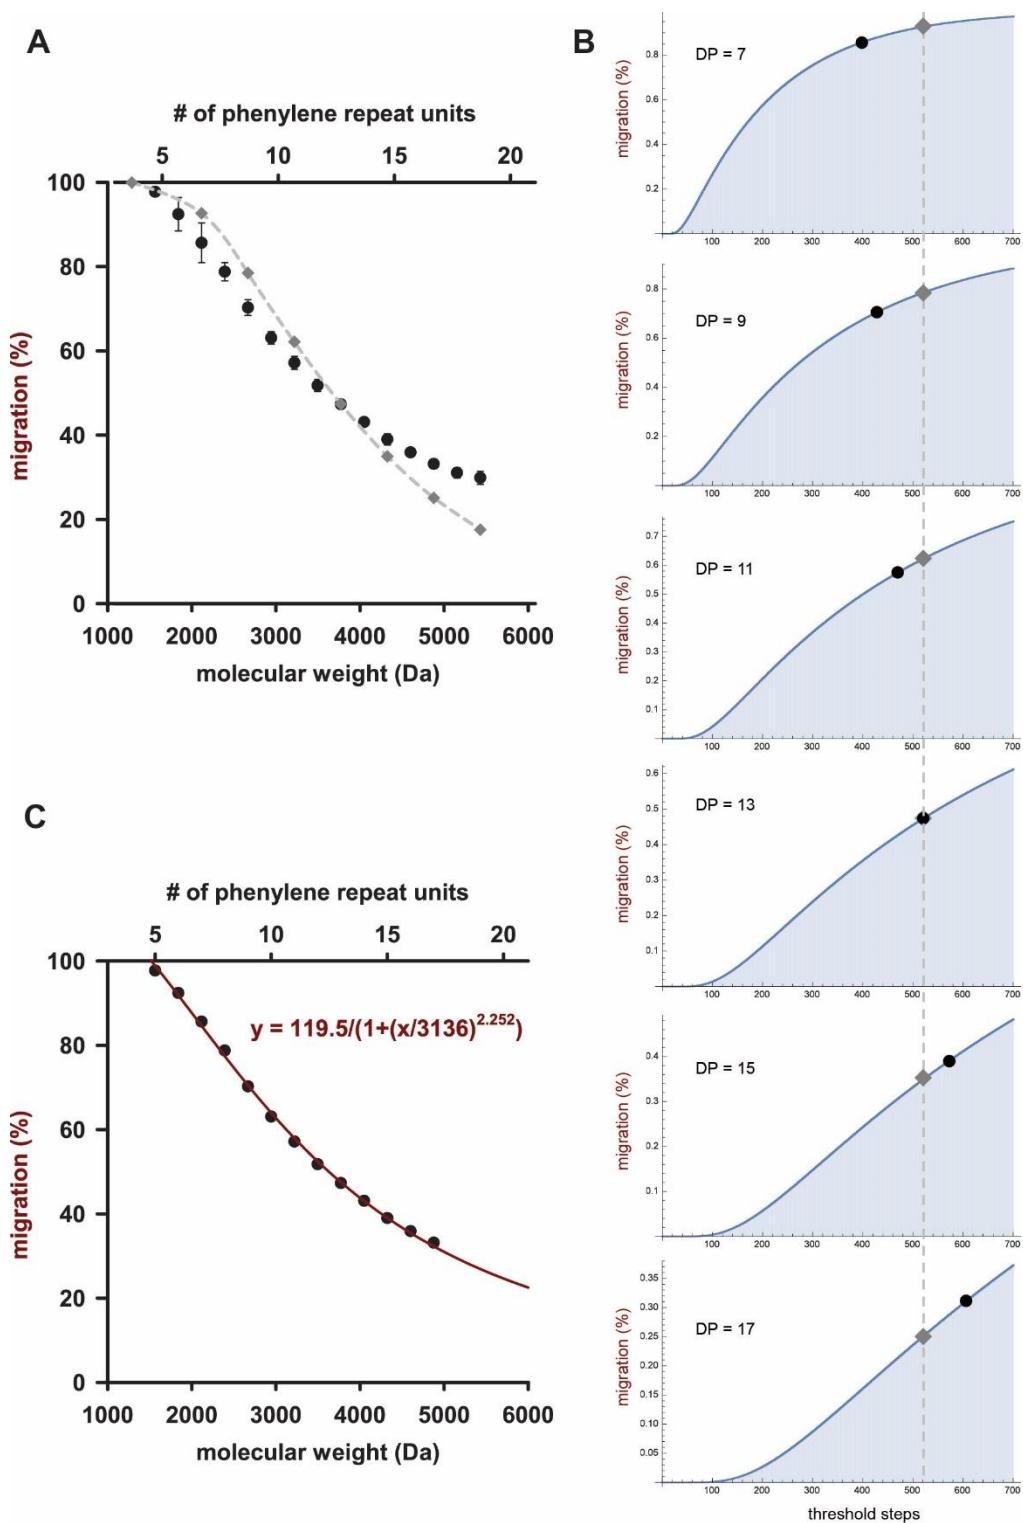 A
# of phenylene repeat units
5 10 15 20
100
80
60
40
20
0
migration (%)
1000 2000 3000 4000 5000 6000
molecular weight (Da)
C
# of phenylene repeat units
5 10 15 20
100
80
60
40
20
0
migration (%)
y = 119.5/(1+(x/3136)^2.252)
1000 2000 3000 4000 5000 6000
molecular weight (Da)
B
DP = 7
migration (%)
0.8
0.6
0.4
0.2
100 200 300 400 500 600 700
DP = 9
migration (%)
0.8
0.6
0.4
0.2
100 200 300 400 500 600 700
DP = 11
migration (%)
0.7
0.6
0.5
0.4
0.3
0.2
0.1
100 200 300 400 500 600 700
DP = 13
migration (%)
0.6
0.5
0.4
0.3
0.2
0.1
100 200 300 400 500 600 700
DP = 15
migration (%)
0.4
0.3
0.2
0.1
100 200 300 400 500 600 700
DP = 17
migration (%)
0.35
0.30
0.25
0.20
0.15
0.10
0.05
100 200 300 400 500 600 700
threshold steps